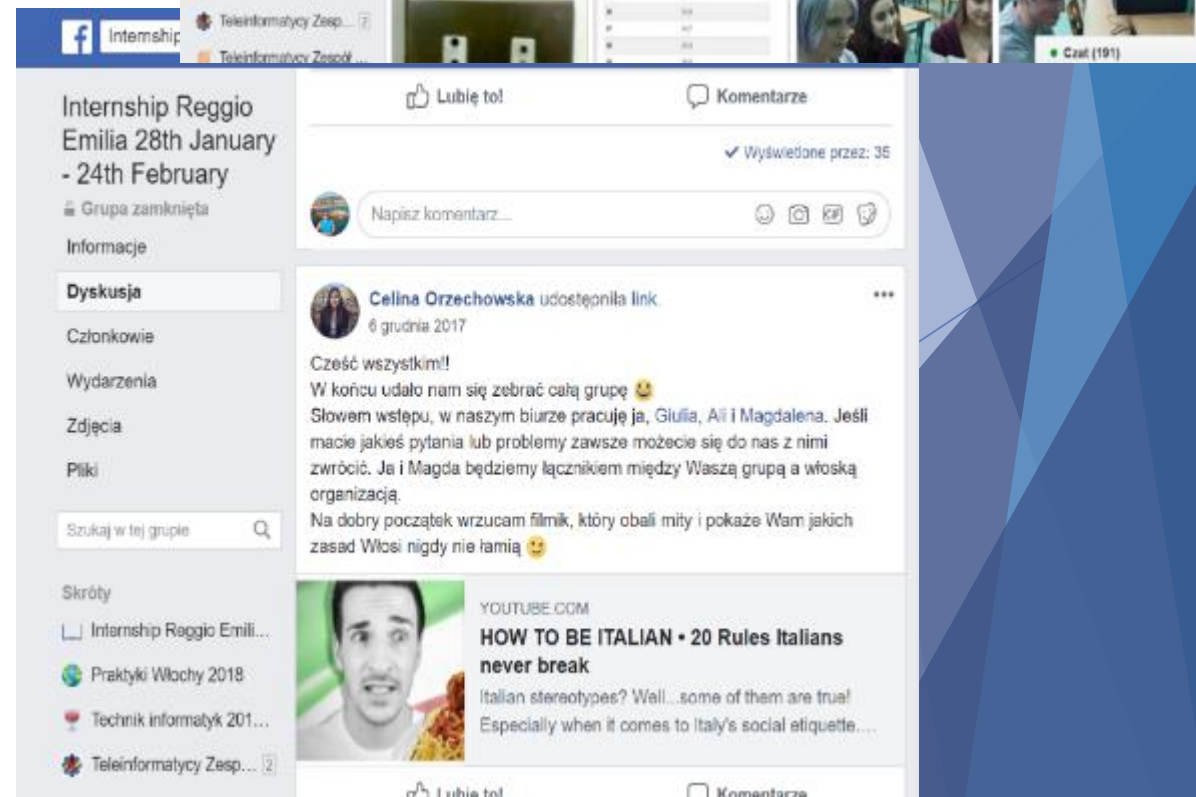 Teleinformatycy Zesp... 2
Teleinformatycy Zespół ...
Czat (191)
Internship
Internship Reggio
Emilia 28th January
- 24th February
Grupa zamknięta
Informacje
Dyskusja
Członkowie
Wydarzenia
Zdjęcia
Pliki
Szukaj w tej grupie
Skróty
Internship Reggio Emili...
Praktyki Włochy 2018
Technik informatyk 201...
Teleinformatycy Zesp... 2
Lubię to! Komentarze
Wyświetlone przez: 35
Napisz komentarz...
GIF
Celina Orzechowska udostępniła link.
6 grudnia 2017
Cześć wszystkim!!
W końcu udało nam się zebrać całą grupę
Słowem wstępu, w naszym biurze pracuję ja, Giulia, Ali i Magdalena. Jeśli
macie jakieś pytania lub problemy zawsze możecie się do nas z nimi
zwrócić. Ja i Magda będziemy łącznikiem między Waszą grupą a włoską
organizacją.
Na dobry początek wrzucam filmik, który obali mity i pokaże Wam jakich
zasad Włosi nigdy nie łamią
YOUTUBE.COM
HOW TO BE ITALIAN • 20 Rules Italians
never break
Italian stereotypes? Well...some of them are true!
Especially when it comes to Italy's social etiquette....
Lubię to! Komentarze